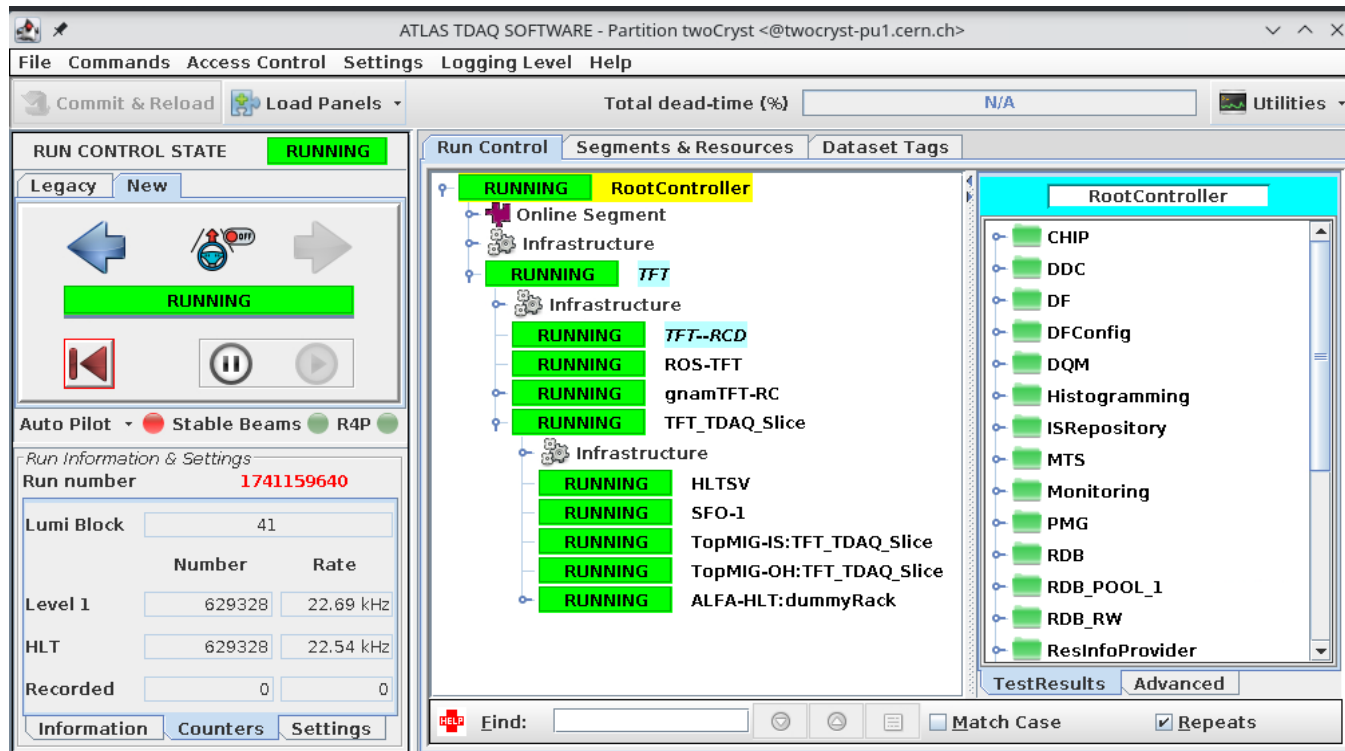 ATLAS TDAQ SOFTWARE - Partition twoCryst <@twocryst-pu1.cern.ch>
File Commands Access Control Settings Logging Level Help
Commit & Reload Load Panels Total dead-time (%) N/A Utilities
RUN CONTROL STATE RUNNING
Legacy New
OFF
RUNNING
Auto Pilot Stable Beams R4P
Run Information & Settings
Run number 1741159640
Lumi Block 41
Number Rate
Level 1 629328 22.69 kHz
HLT 629328 22.54 kHz
Recorded 0 0
Information Counters Settings
Run Control Segments & Resources Dataset Tags
RUNNING RootController
Online Segment
Infrastructure
RUNNING TFT
Infrastructure
RUNNING TFT--RCD
RUNNING ROS-TFT
RUNNING gnamTFT-RC
RUNNING TFT_TDAQ_Slice
Infrastructure
RUNNING HLTSV
RUNNING SFO-1
RUNNING TopMIG-IS:TFT_TDAQ_Slice
RUNNING TopMIG-OH:TFT_TDAQ_Slice
RUNNING ALFA-HLT:dummyRack
RootController
CHIP
DDC
DF
DFConfig
DQM
Histogramming
ISRepository
MTS
Monitoring
PMG
RDB
RDB_POOL_1
RDB_RW
ResInfoProvider
TestResults Advanced
HELP Find: Match Case Repeats